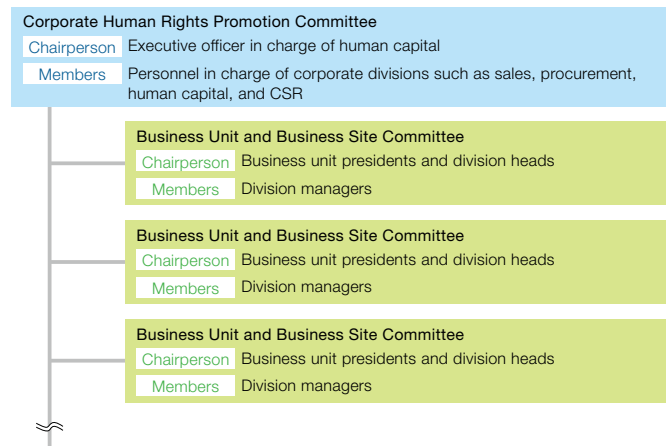 Corporate Human Rights Promotion Committee
Chairperson Executive officer in charge of human capital
Members Personnel in charge of corporate divisions such as sales, procurement,
human capital, and CSR
Business Unit and Business Site Committee
Chairperson Business unit presidents and division heads
Members Division managers
Business Unit and Business Site Committee
Chairperson Business unit presidents and division heads
Members Division managers
Business Unit and Business Site Committee
Chairperson Business unit presidents and division heads
Members Division managers